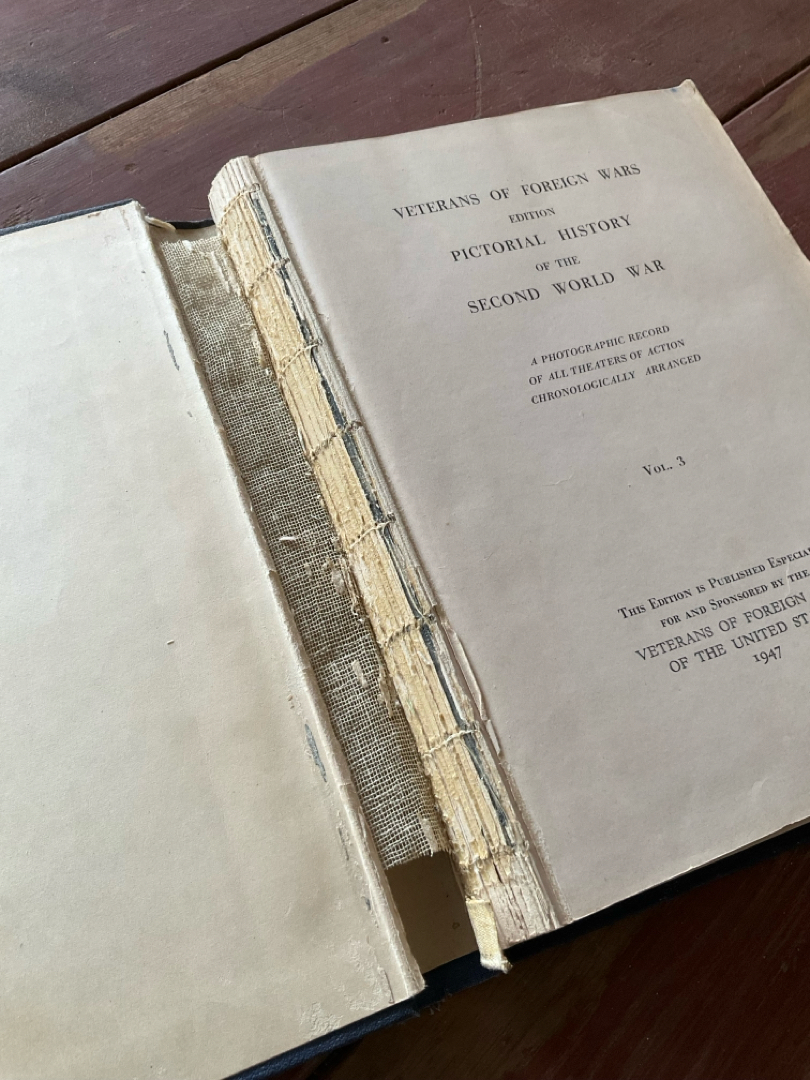 VETERANS OF FOREIGN WARS
EDITION
PICTORIAL HISTORY
OF THE
SECOND WORLD WAR
A PHOTOGRAPHIC RECORD
OF ALL THEATERS OF ACTION
CHRONOLOGICALLY ARRANGED
VOL. 3
THIS EDITION IS PUBLISHED
FOR AND SPONSORED BY THE
VETERANS OF FOREIGN
OF THE UNITED
1947